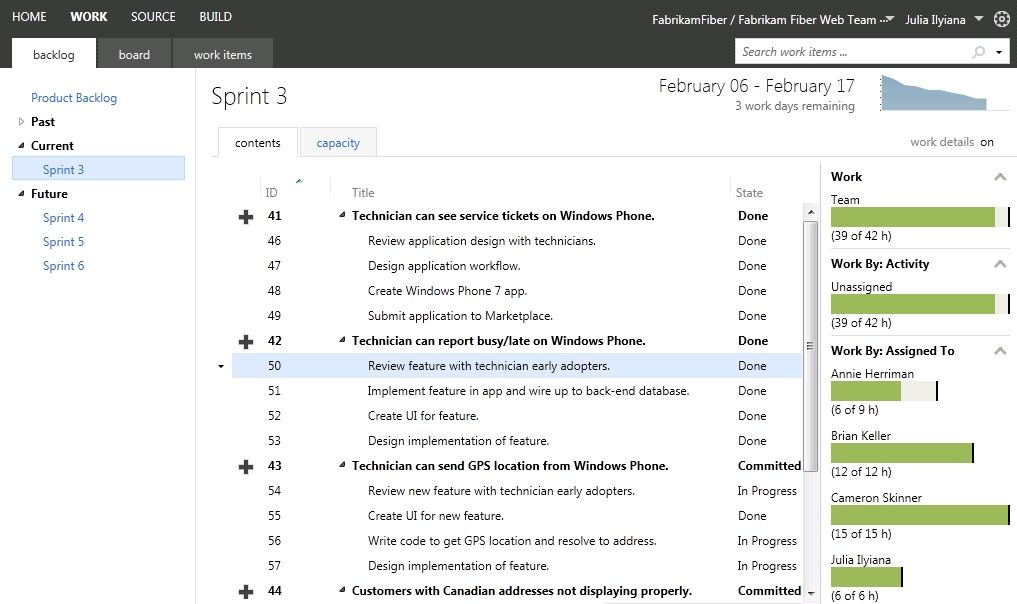 HOME WORK SOURCE BUILD
FabrikamFiber / Fabrikam Fiber Web Team ... Julia Ilyiana
backlog board work items
Search work items ...
Product Backlog
Past
Current
Sprint 3
Future
Sprint 4
Sprint 5
Sprint 6
Sprint 3
February 06 - February 17
3 work days remaining
contents capacity
work details on
ID Title State
41 Technician can see service tickets on Windows Phone. Done
46 Review application design with technicians. Done
47 Design application workflow. Done
48 Create Windows Phone 7 app. Done
49 Submit application to Marketplace. Done
42 Technician can report busy/late on Windows Phone. Done
50 Review feature with technician early adopters. Done
51 Implement feature in app and wire up to back-end database. Done
52 Create UI for feature. Done
53 Design implementation of feature. Done
43 Technician can send GPS location from Windows Phone. Committed
54 Review new feature with technician early adopters. In Progress
55 Create UI for new feature. Done
56 Write code to get GPS location and resolve to address. In Progress
57 Design implementation of feature. In Progress
44 Customers with Canadian addresses not displaying properly. Committed
Work
Team
(39 of 42 h)
Work By: Activity
Unassigned
(39 of 42 h)
Work By: Assigned To
Annie Herriman
(6 of 9 h)
Brian Keller
(12 of 12 h)
Cameron Skinner
(15 of 15 h)
Julia Ilyiana
(6 of 6 h)